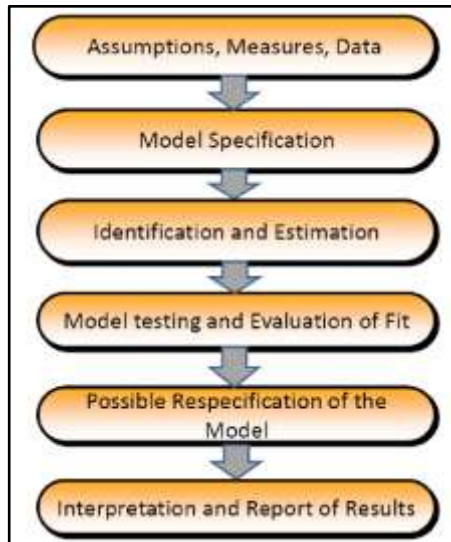 Assumptions, Measures, Data
Model Specification
Identification and Estimation
Model testing and Evaluation of Fit
Possible Respecification of the
Model
Interpretation and Report of Results